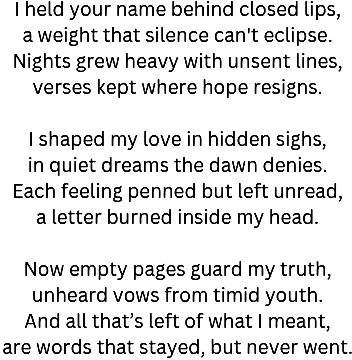 I held your name behind closed lips,
a weight that silence can't eclipse.
Nights grew heavy with unsent lines,
verses kept where hope resigns.

I shaped my love in hidden sighs,
in quiet dreams the dawn denies.
Each feeling penned but left unread,
a letter burned inside my head.

Now empty pages guard my truth,
unheard vows from timid youth.
And all that’s left of what I meant,
are words that stayed, but never went.